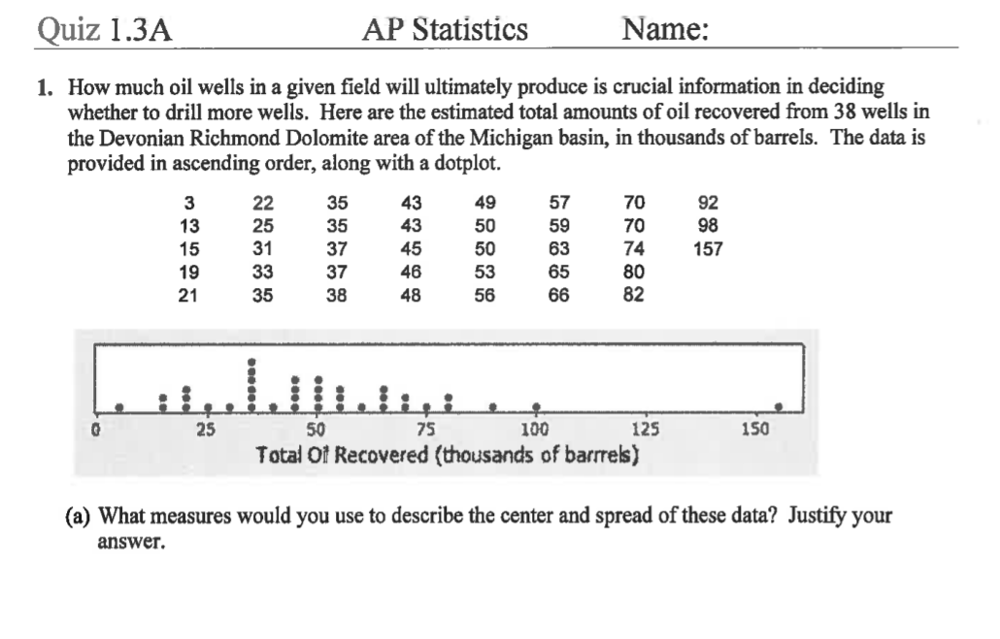 Quiz 1.3A AP Statistics Name:
1. How much oil wells in a given field will ultimately produce is crucial information in deciding
whether to drill more wells. Here are the estimated total amounts of oil recovered from 38 wells in
the Devonian Richmond Dolomite area of the Michigan basin, in thousands of barrels. The data is
provided in ascending order, along with a dotplot.
3 22 35 43 49 57 70 92
13 25 35 43 50 59 70 98
15 31 37 45 50 63 74 157
19 33 37 46 53 65 80
21 35 38 48 56 66 82
0 25 50 75 100 125 150
Total Of Recovered (thousands of barrrels)
(a) What measures would you use to describe the center and spread of these data? Justify your
answer.